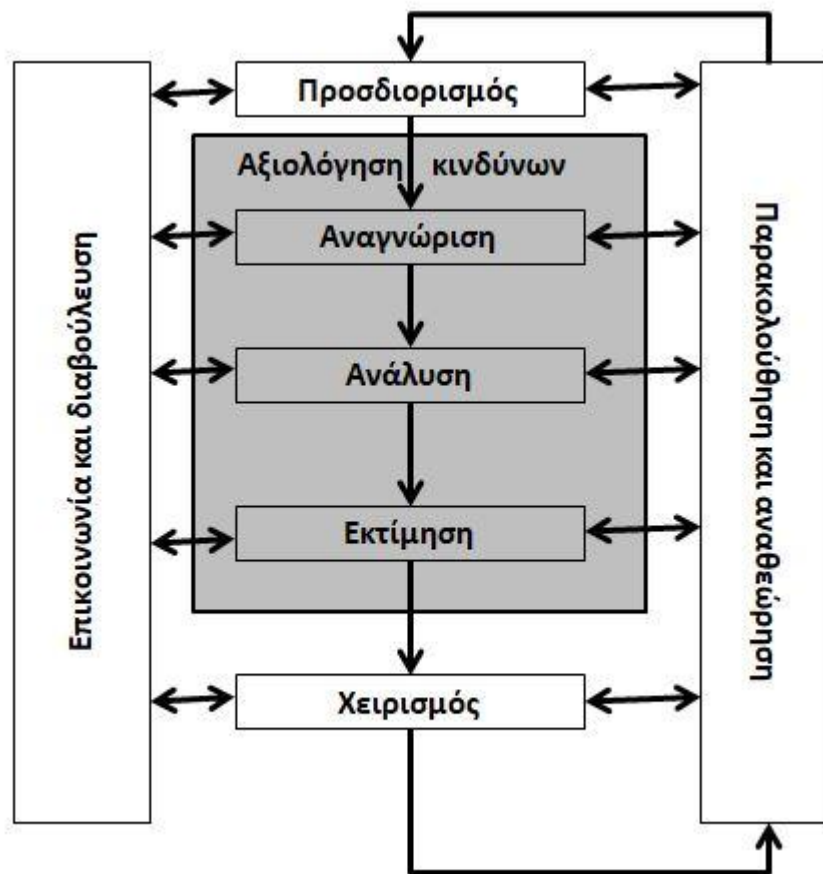 Προσδιορισμός
Αξιολόγηση κινδύνων
Αναγνώριση
Ανάλυση
Εκτίμηση
Χειρισμός
Επικοινωνία και διαβούλευση
Παρακολούθηση και αναθεώρηση